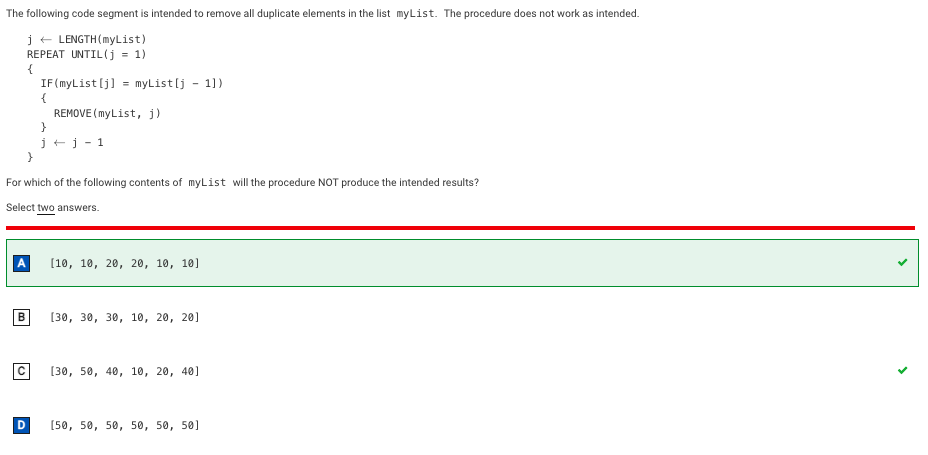 The following code segment is intended to remove all duplicate elements in the list myList. The procedure does not work as intended.
j ← LENGTH(myList)
REPEAT UNTIL(j = 1)
{
IF(myList[j] = myList[j - 1])
{
REMOVE(myList, j)
}
j ← j - 1
}
For which of the following contents of myList will the procedure NOT produce the intended results?
Select two answers.
A [10, 10, 20, 20, 10, 10]
B [30, 30, 30, 10, 20, 20]
C [30, 50, 40, 10, 20, 40]
D [50, 50, 50, 50, 50, 50]